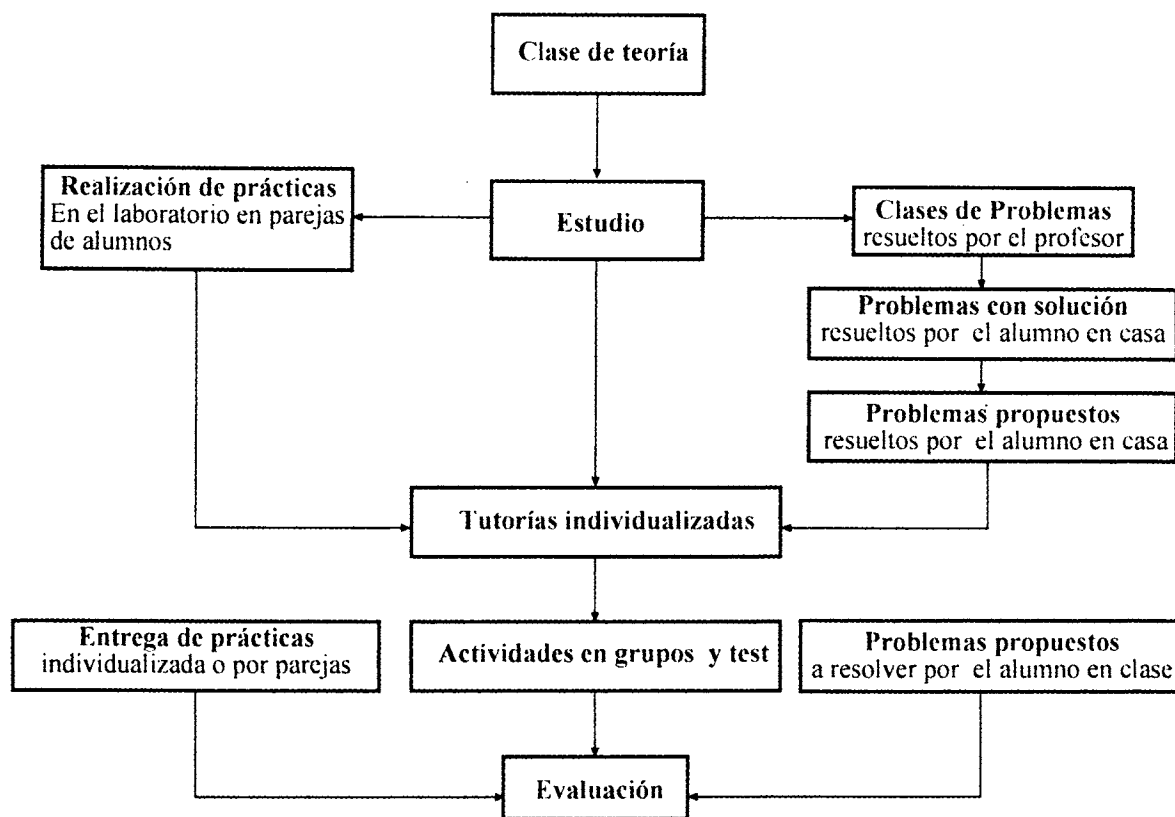 Clase de teoría
Realización de prácticas
En el laboratorio en parejas
de alumnos
Estudio
Clases de Problemas
resueltos por el profesor
Problemas con solución
resueltos por el alumno en casa
Problemas propuestos
resueltos por el alumno en casa
Tutorías individualizadas
Entrega de prácticas
individualizada o por parejas
Actividades en grupos y test
Problemas propuestos
a resolver por el alumno en clase
Evaluación